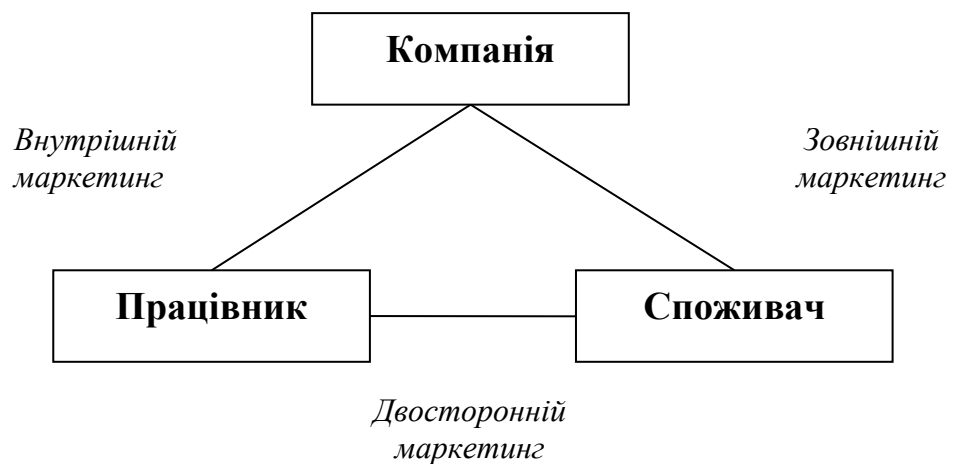 Компанія
Внутрішній
маркетинг
Зовнішній
маркетинг
Працівник
Споживач
Двосторонній
маркетинг